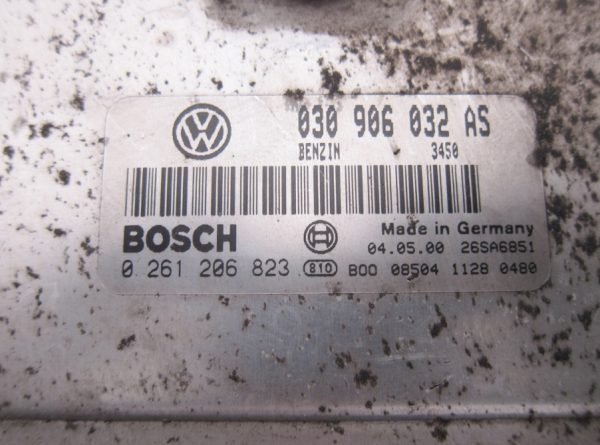 030 906 032 AS
BENZIN 3450
BOSCH Made in Germany
04.05.00 26SA6851
0 261 206 823 810 B00 08504 1128 0480